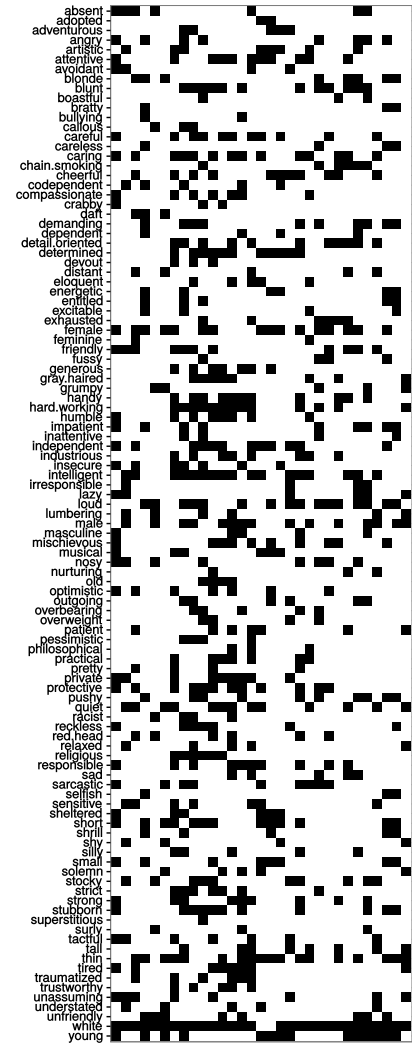 absent
adopted
adventurous
angry
artistic
attentive
avoidant
blonde
blunt
boastful
bratty
bullying
callous
careful
careless
caring
chain.smoking
cheerful
codependent
compassionate
crabby
daft
demanding
dependent
detail.oriented
determined
devout
distant
eloquent
energetic
entitled
excitable
exhausted
female
feminine
friendly
fussy
generous
gray.haired
grumpy
handy
hard.working
humble
impatient
inattentive
independent
industrious
insecure
intelligent
irresponsible
lazy
loud
lumbering
male
masculine
mischievous
musical
nosy
nurturing
old
optimistic
outgoing
overbearing
overweight
patient
pessimistic
philosophical
practical
pretty
private
protective
pushy
quiet
racist
reckless
red.head
relaxed
religious
responsible
sad
sarcastic
selfish
sensitive
sheltered
short
shrill
shy
silly
small
solemn
stocky
strict
strong
stubborn
superstitious
surly
tactful
tall
thin
tired
traumatized
trustworthy
unassuming
understated
unfriendly
white
young